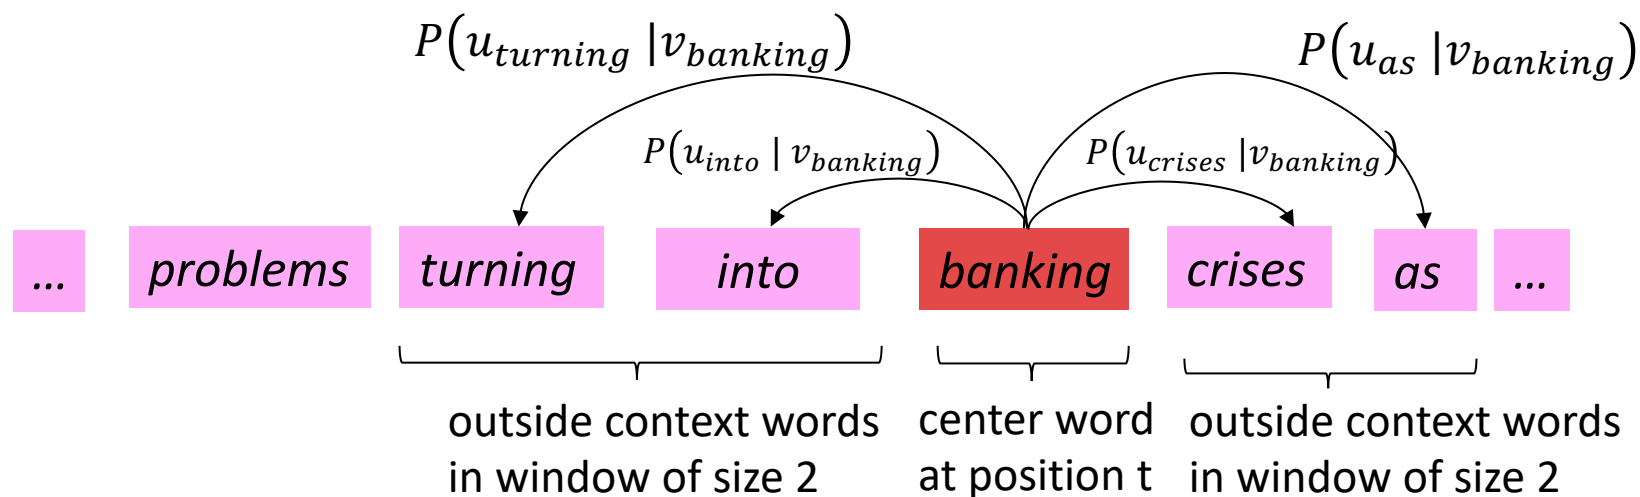 P(u_turning | v_banking) P(u_as | v_banking)
P(u_into | v_banking) P(u_crises | v_banking)
... problems turning into banking crises as ...
outside context words center word outside context words
in window of size 2 at position t in window of size 2